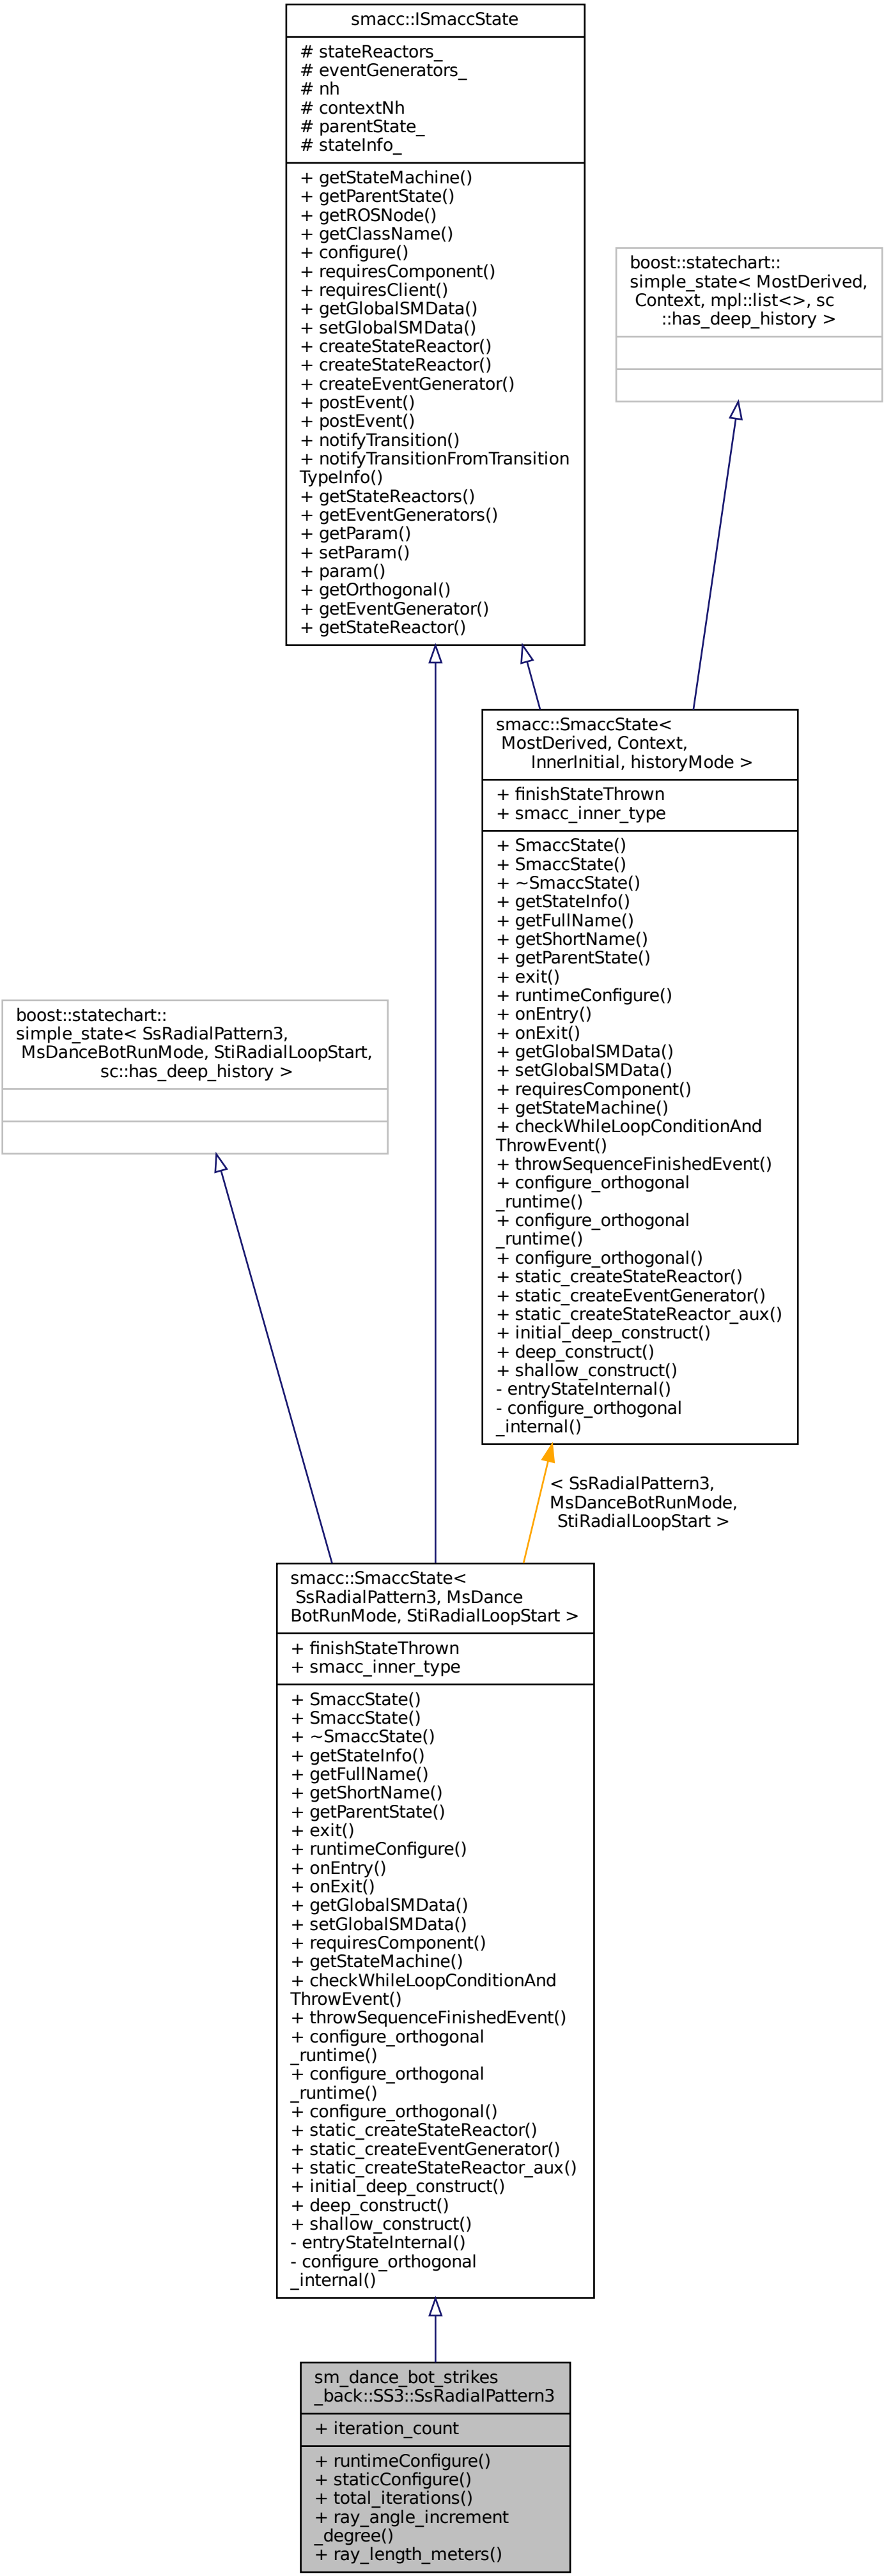 smacc::ISmaccState
# stateReactors_
# eventGenerators_
# nh
# contextNh
# parentState_
# stateInfo_
+ getStateMachine()
+ getParentState()
+ getROSNode()
+ getClassName()
+ configure()
+ requiresComponent()
+ requiresClient()
+ getGlobalSMData()
+ setGlobalSMData()
+ createStateReactor()
+ createStateReactor()
+ createEventGenerator()
+ postEvent()
+ postEvent()
+ notifyTransition()
+ notifyTransitionFromTransition
TypeInfo()
+ getStateReactors()
+ getEventGenerators()
+ getParam()
+ setParam()
+ param()
+ getOrthogonal()
+ getEventGenerator()
+ getStateReactor()
boost::statechart::
simple_state< MostDerived,
Context, mpl::list<>, sc
::has_deep_history >
smacc::SmaccState<
MostDerived, Context,
InnerInitial, historyMode >
+ finishStateThrown
+ smacc_inner_type
+ SmaccState()
+ SmaccState()
+ ~SmaccState()
+ getStateInfo()
+ getFullName()
+ getShortName()
+ getParentState()
+ exit()
+ runtimeConfigure()
+ onEntry()
+ onExit()
+ getGlobalSMData()
+ setGlobalSMData()
+ requiresComponent()
+ getStateMachine()
+ checkWhileLoopConditionAnd
ThrowEvent()
+ throwSequenceFinishedEvent()
+ configure_orthogonal
_runtime()
+ configure_orthogonal
_runtime()
+ configure_orthogonal()
+ static_createStateReactor()
+ static_createEventGenerator()
+ static_createStateReactor_aux()
+ initial_deep_construct()
+ deep_construct()
+ shallow_construct()
- entryStateInternal()
- configure_orthogonal
_internal()
boost::statechart::
simple_state< SsRadialPattern3,
MsDanceBotRunMode, StiRadialLoopStart,
sc::has_deep_history >
< SsRadialPattern3,
MsDanceBotRunMode,
StiRadialLoopStart >
smacc::SmaccState<
SsRadialPattern3, MsDance
BotRunMode, StiRadialLoopStart >
+ finishStateThrown
+ smacc_inner_type
+ SmaccState()
+ SmaccState()
+ ~SmaccState()
+ getStateInfo()
+ getFullName()
+ getShortName()
+ getParentState()
+ exit()
+ runtimeConfigure()
+ onEntry()
+ onExit()
+ getGlobalSMData()
+ setGlobalSMData()
+ requiresComponent()
+ getStateMachine()
+ checkWhileLoopConditionAnd
ThrowEvent()
+ throwSequenceFinishedEvent()
+ configure_orthogonal
_runtime()
+ configure_orthogonal
_runtime()
+ configure_orthogonal()
+ static_createStateReactor()
+ static_createEventGenerator()
+ static_createStateReactor_aux()
+ initial_deep_construct()
+ deep_construct()
+ shallow_construct()
- entryStateInternal()
- configure_orthogonal
_internal()
sm_dance_bot_strikes
_back::SS3::SsRadialPattern3
+ iteration_count
+ runtimeConfigure()
+ staticConfigure()
+ total_iterations()
+ ray_angle_increment
_degree()
+ ray_length_meters()